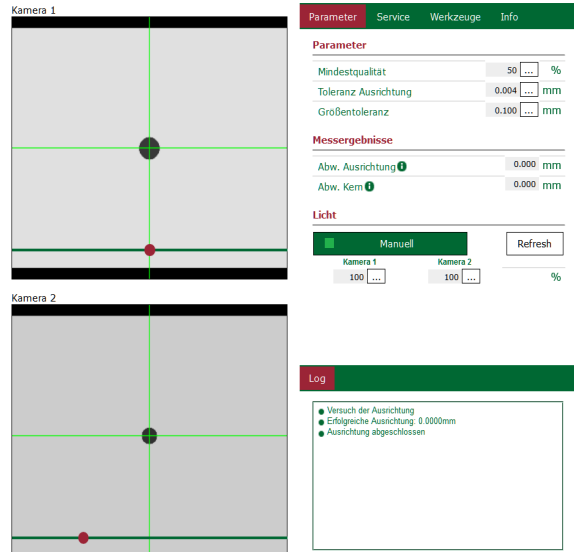 Kamera 1
Parameter Service Werkzeuge Info
Parameter
Mindestqualität 50 ... %
Toleranz Ausrichtung 0.004 ... mm
Größentoleranz 0.100 ... mm
Messergebnisse
Abw. Ausrichtung i 0.000 mm
Abw. Kern i 0.000 mm
Licht
Manuell Refresh
Kamera 1 Kamera 2
100 ... 100 ... %
Kamera 2
Log
Versuch der Ausrichtung
Erfolgreiche Ausrichtung: 0.0000mm
Ausrichtung abgeschlossen